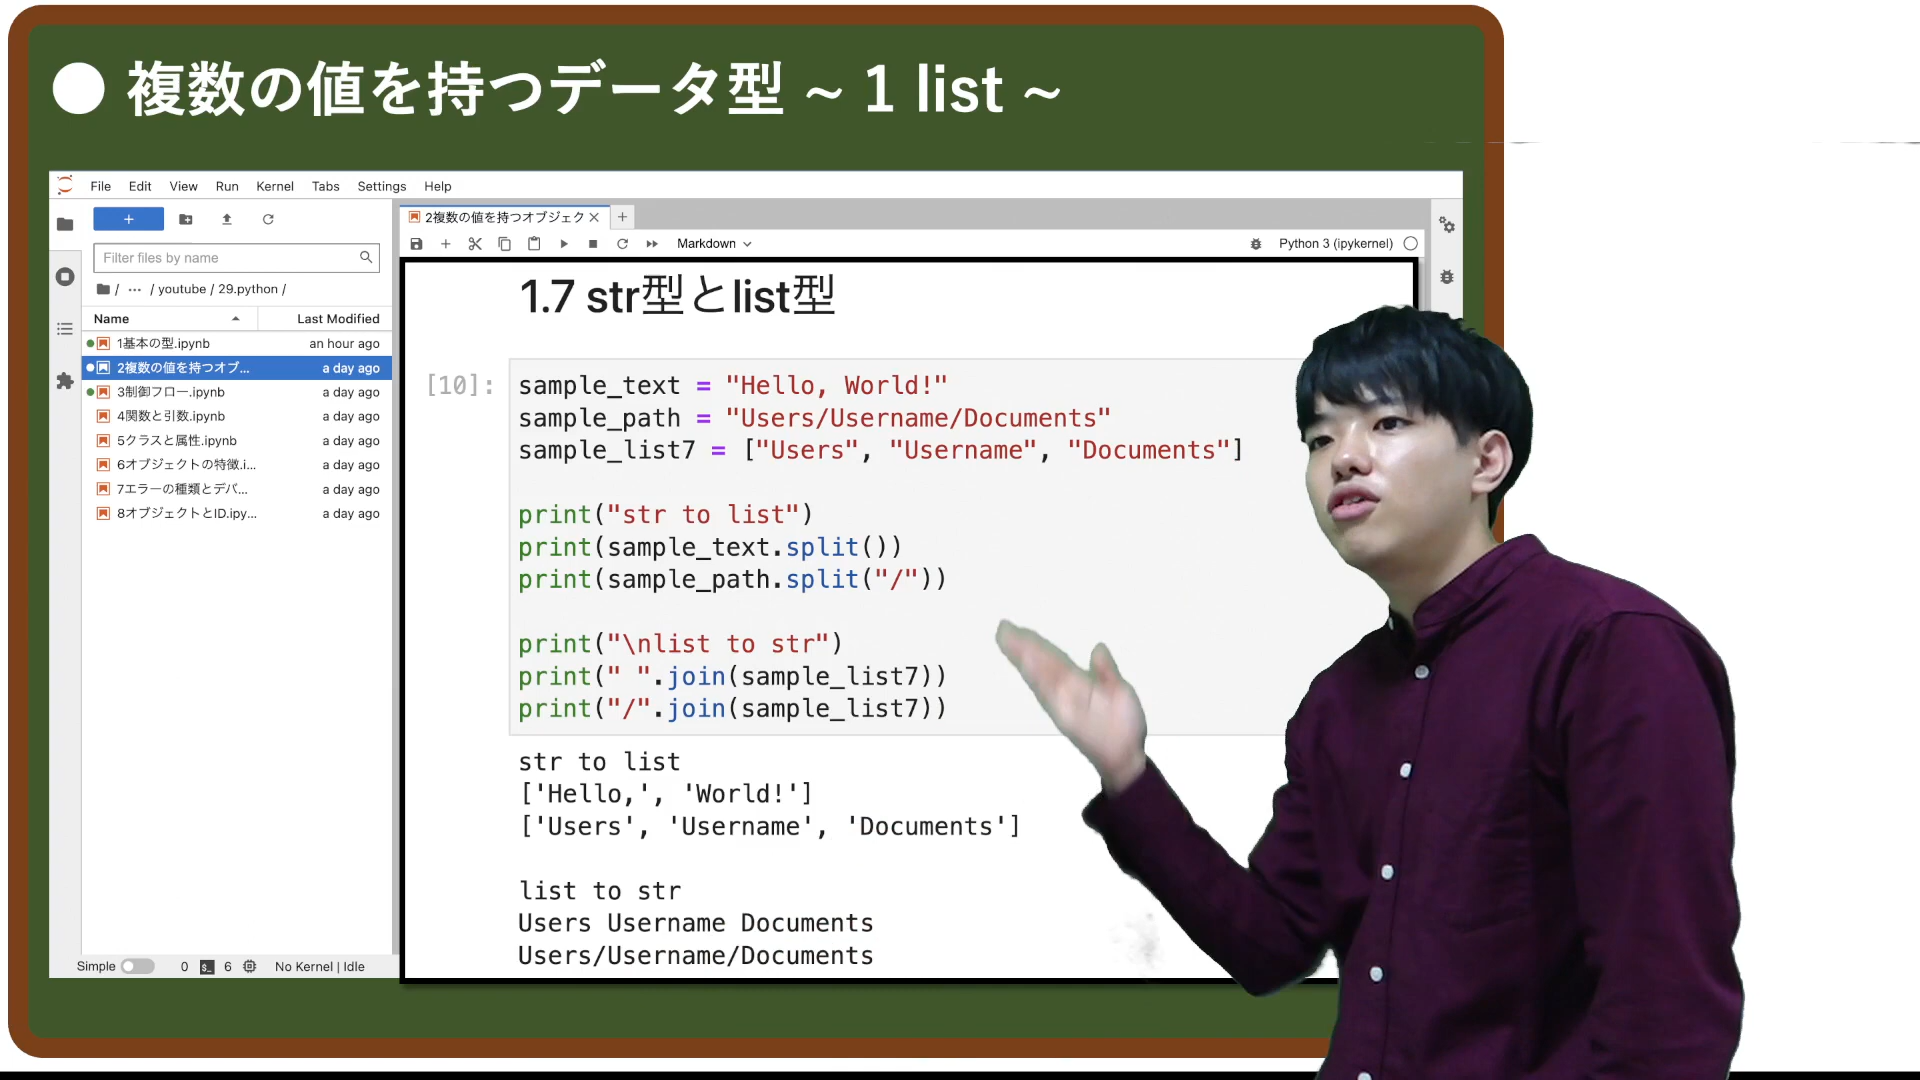 ● 複数の値を持つデータ型 ~ 1 list ~
File Edit View Run Kernel Tabs Settings Help
2複数の値を持つオブジェク
Markdown
Python 3 (ipykernel)
Filter files by name
/ ··· / youtube / 29.python /
Name Last Modified
1基本の型.ipynb an hour ago
2複数の値を持つオブ... a day ago
3制御フロー.ipynb a day ago
4関数と引数.ipynb a day ago
5クラスと属性.ipynb a day ago
6オブジェクトの特徴.i... a day ago
7エラーの種類とデバ... a day ago
8オブジェクトとID.ipy... a day ago
Simple 0 6 No Kernel | Idle
1.7 str型とlist型
[10]: sample_text = "Hello, World!"
sample_path = "Users/Username/Documents"
sample_list7 = ["Users", "Username", "Documents"]
print("str to list")
print(sample_text.split())
print(sample_path.split("/"))
print("\nlist to str")
print(" ".join(sample_list7))
print("/".join(sample_list7))
str to list
['Hello,', 'World!']
['Users', 'Username', 'Documents']
list to str
Users Username Documents
Users/Username/Documents